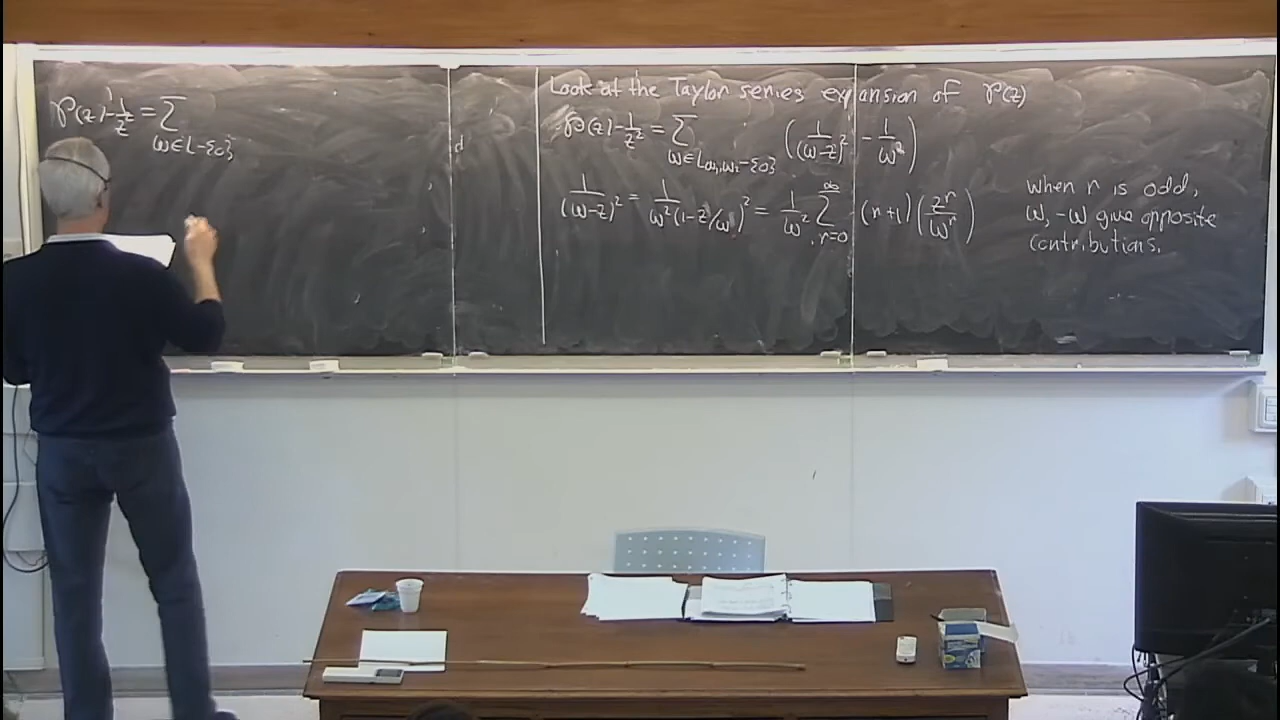 ℘(z) - 1/z² = Σ
ω∈L-{0}
Look at the Taylor series expansion of ℘(z)
℘(z) - 1/z² = Σ_{ω∈L_{ω₁,ω₂}-{0}} (1/(ω-z)² - 1/ω²)
1/(ω-z)² = 1/(ω²(1-z/ω)²) = 1/ω² Σ_{r=0}^{∞} (r+1) (z^r/ω^r)
when r is odd,
ω, -ω give opposite
contributions.